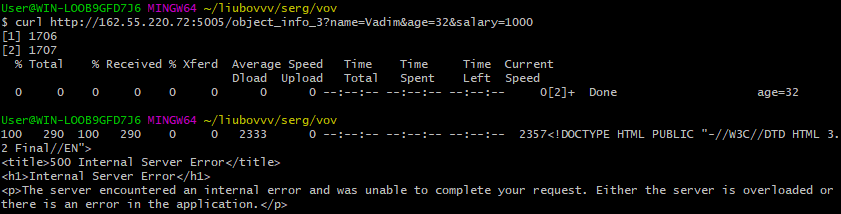 User@WIN-LOOB9GFD7J6 MINGW64 ~/liubovvv/serg/vov
$ curl http://162.55.220.72:5005/object_info_3?name=Vadim&age=32&salary=1000
[1] 1706
[2] 1707
  % Total    % Received % Xferd  Average Speed   Time    Time     Time  Current
                                 Dload  Upload   Total   Spent    Left  Speed
  0     0    0     0    0     0      0      0 --:--:-- --:--:-- --:--:--     0[2]+  Done                    age=32
User@WIN-LOOB9GFD7J6 MINGW64 ~/liubovvv/serg/vov
100   290  100   290    0     0   2333      0 --:--:-- --:--:-- --:--:--  2357<!DOCTYPE HTML PUBLIC "-//W3C//DTD HTML 3.
2 Final//EN">
<title>500 Internal Server Error</title>
<h1>Internal Server Error</h1>
<p>The server encountered an internal error and was unable to complete your request. Either the server is overloaded or
there is an error in the application.</p>